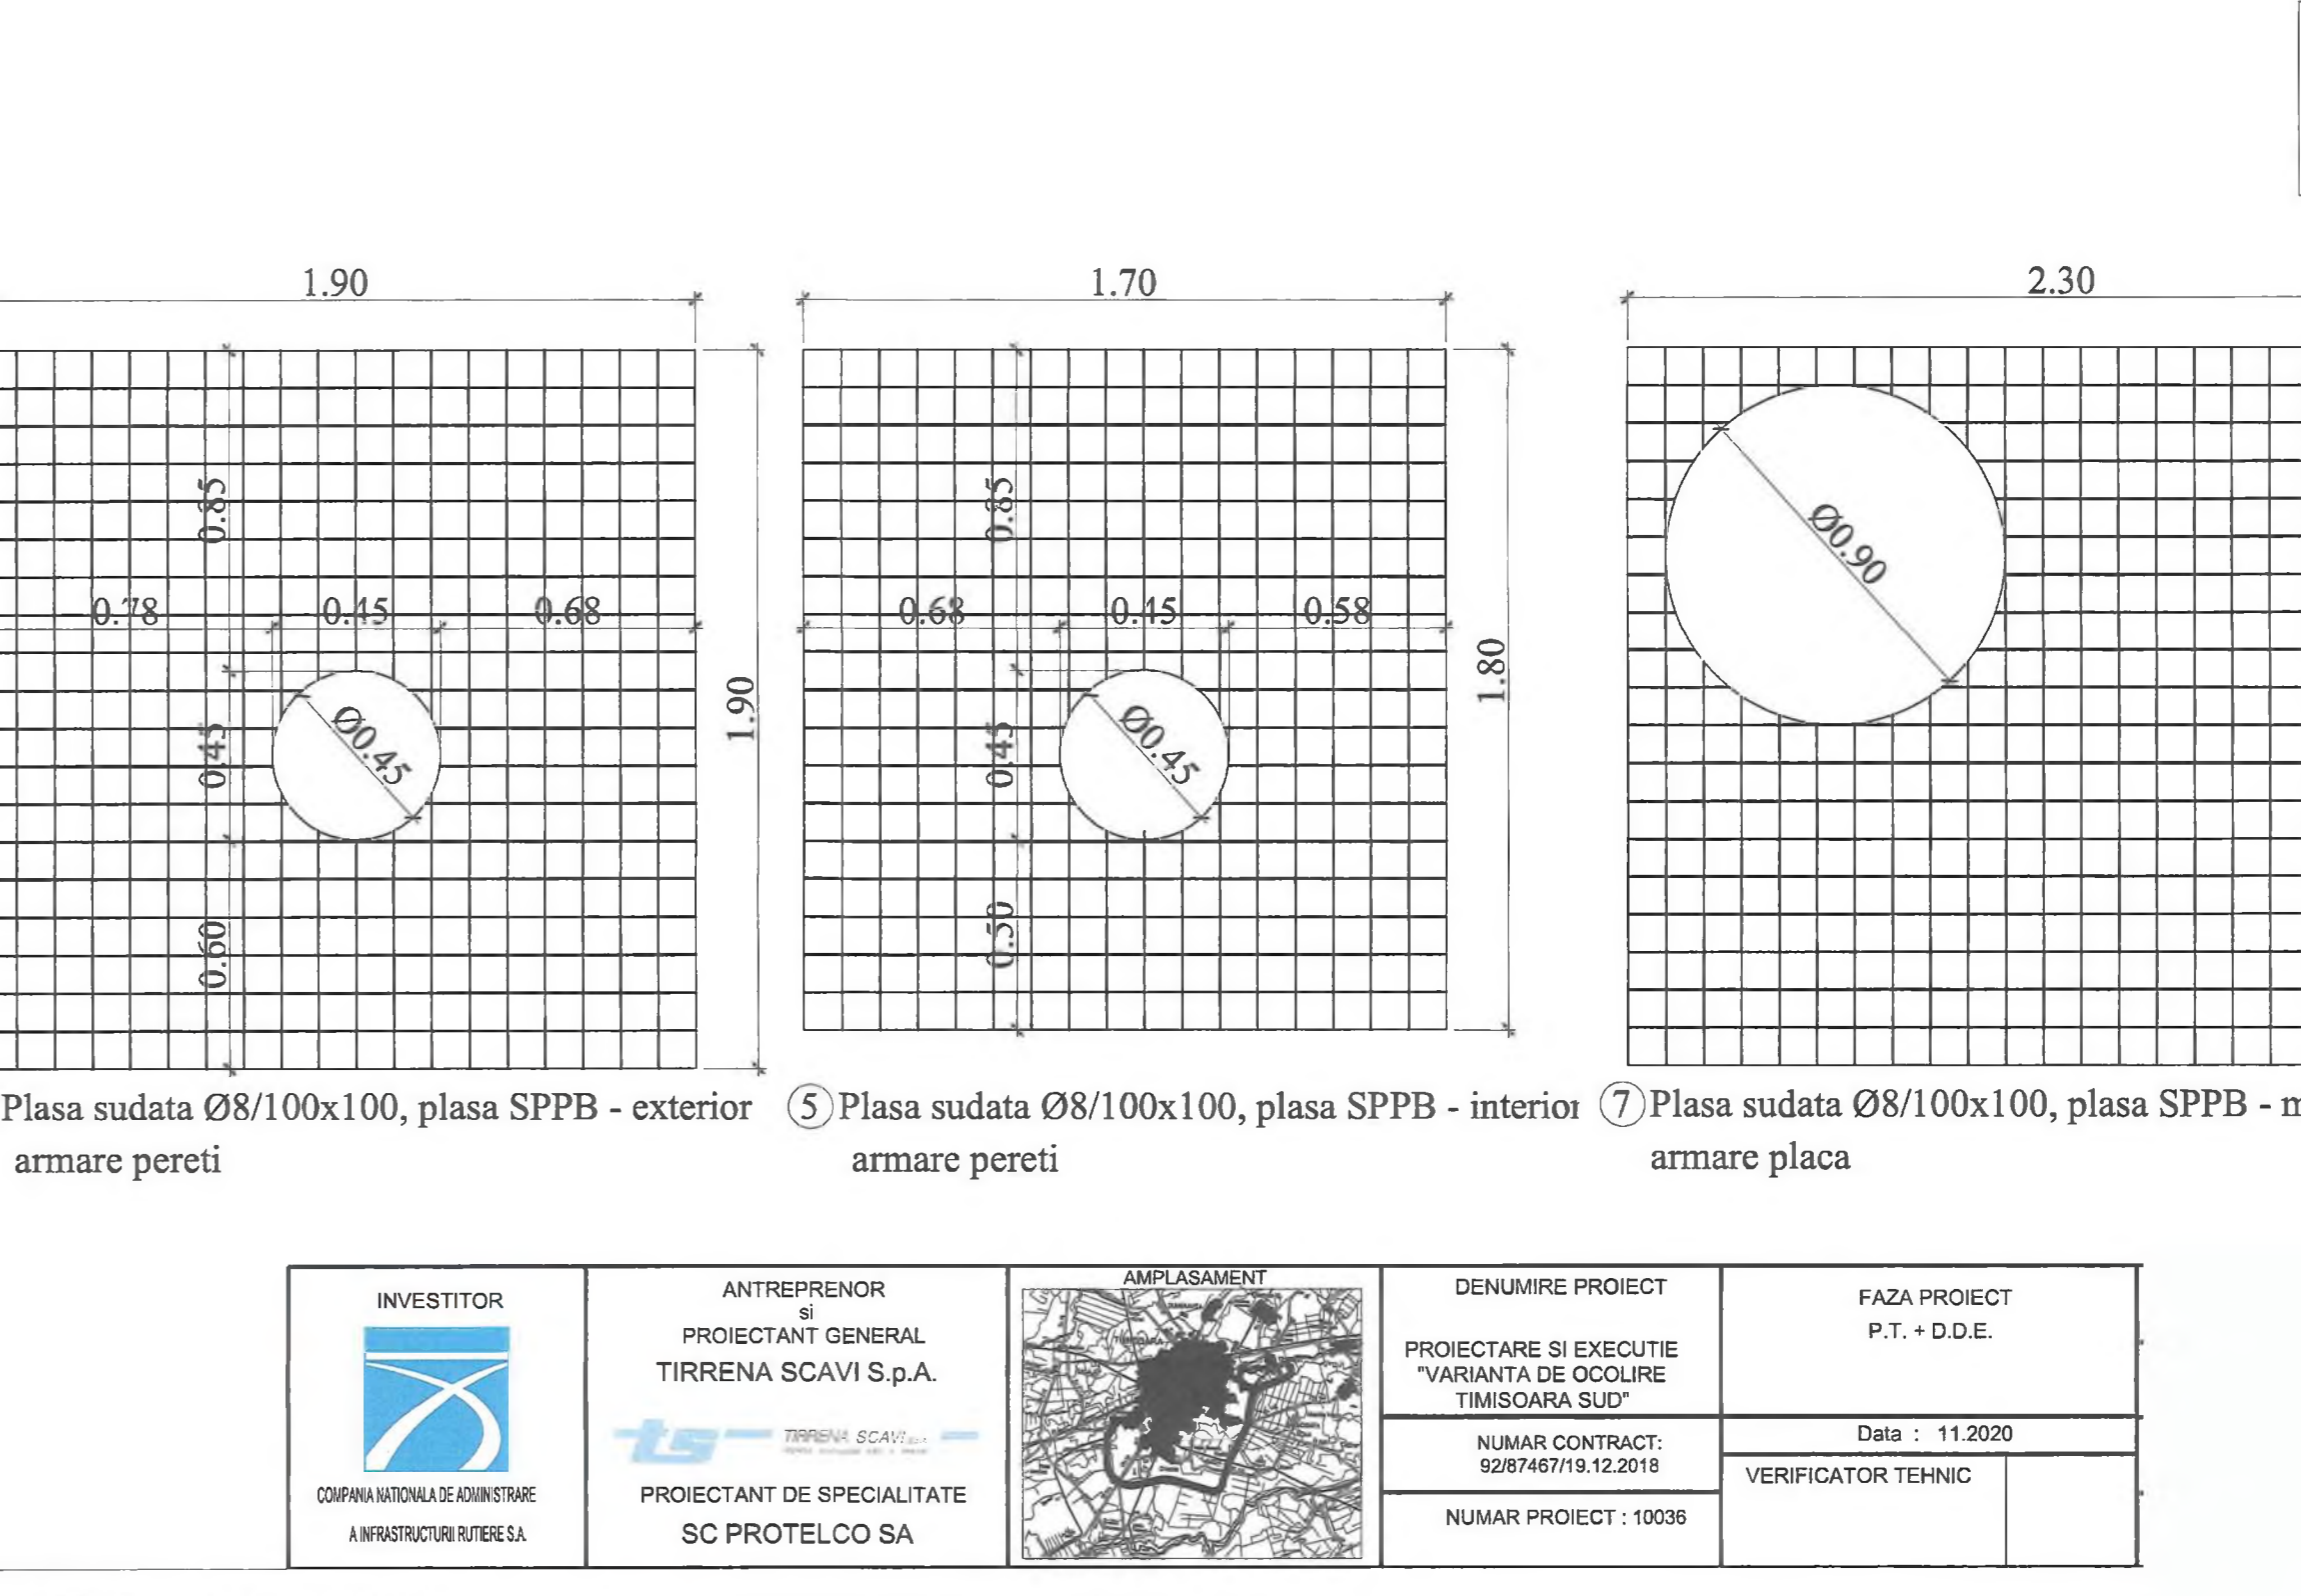 1.90
1.70
2.30
0.85
0.85
Ø0.90
0.78
0.45
0.68
0.68
0.45
0.58
1.90
1.80
0.45
Ø0.45
0.45
Ø0.45
0.60
0.50
Plasa sudata Ø8/100x100, plasa SPPB - exterior
armare pereti
5 Plasa sudata Ø8/100x100, plasa SPPB - interior
armare pereti
7 Plasa sudata Ø8/100x100, plasa SPPB -
armare placa
INVESTITOR
COMPANIA NATIONALA DE ADMINISTRARE
A INFRASTRUCTURII RUTIERE S.A.
ANTREPRENOR
si
PROIECTANT GENERAL
TIRRENA SCAVI S.p.A.
ts TIRRENA SCAVI
PROIECTANT DE SPECIALITATE
SC PROTELCO SA
AMPLASAMENT
DENUMIRE PROIECT
PROIECTARE SI EXECUTIE
"VARIANTA DE OCOLIRE
TIMISOARA SUD"
NUMAR CONTRACT:
92/87467/19.12.2018
NUMAR PROIECT : 10036
FAZA PROIECT
P.T. + D.D.E.
Data : 11.2020
VERIFICATOR TEHNIC